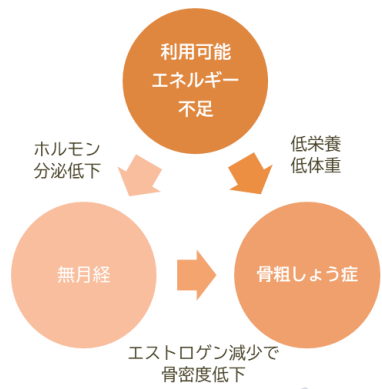 利用可能
エネルギー
不足
ホルモン
分泌低下
低栄養
低体重
無月経
骨粗しょう症
エストロゲン減少で
骨密度低下